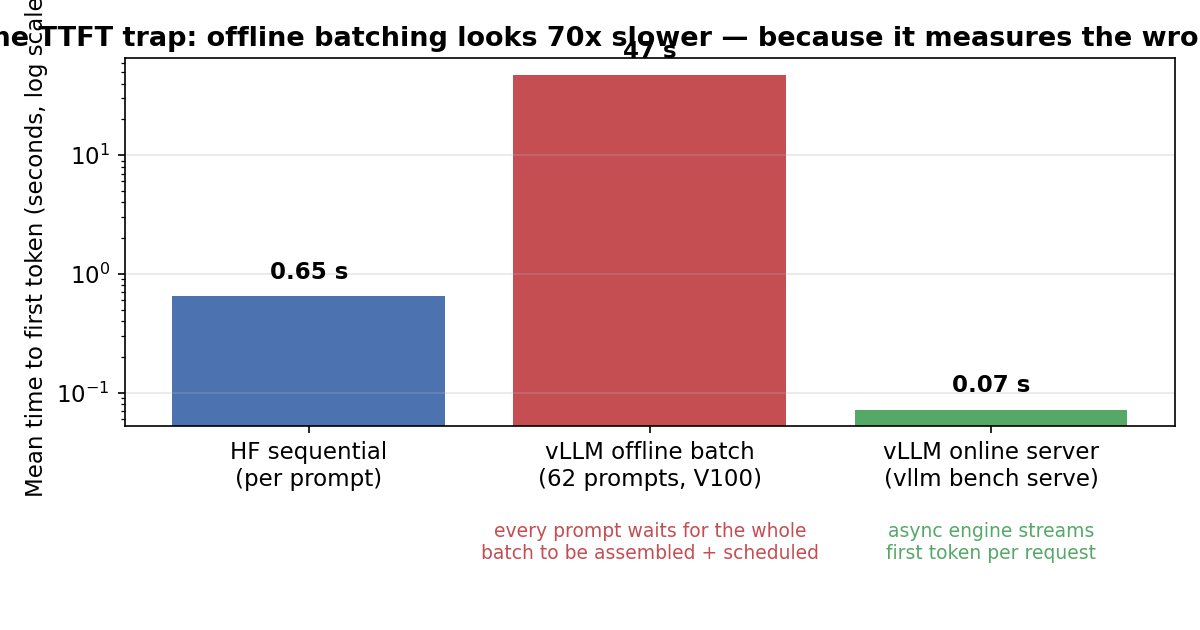 ne TTFT trap: offline batching looks 70x slower — because it measures the wro
Mean time to first token (seconds, log scale
10¹
10⁰
10⁻¹
0.65 s
47 s
0.07 s
HF sequential
(per prompt)
vLLM offline batch
(62 prompts, V100)
vLLM online server
(vllm bench serve)
every prompt waits for the whole
batch to be assembled + scheduled
async engine streams
first token per request